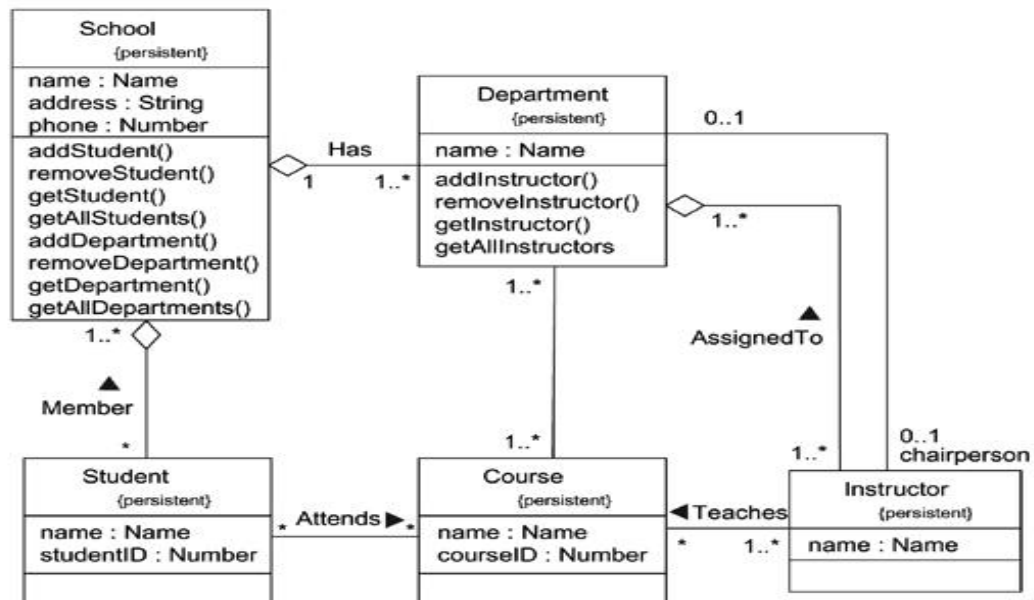 School
{persistent}
name : Name
address : String
phone : Number
addStudent()
removeStudent()
getStudent()
getAllStudents()
addDepartment()
removeDepartment()
getDepartment()
getAllDepartments()
Has
1
1..*
Department
{persistent}
name : Name
addInstructor()
removeInstructor()
getInstructor()
getAllInstructors
0..1
1..*
1..*
AssignedTo
1..*
Member
*
1..*
1..*
0..1
chairperson
Student
{persistent}
name : Name
studentID : Number
* Attends *
Course
{persistent}
name : Name
courseID : Number
Teaches
* 1..*
Instructor
{persistent}
name : Name